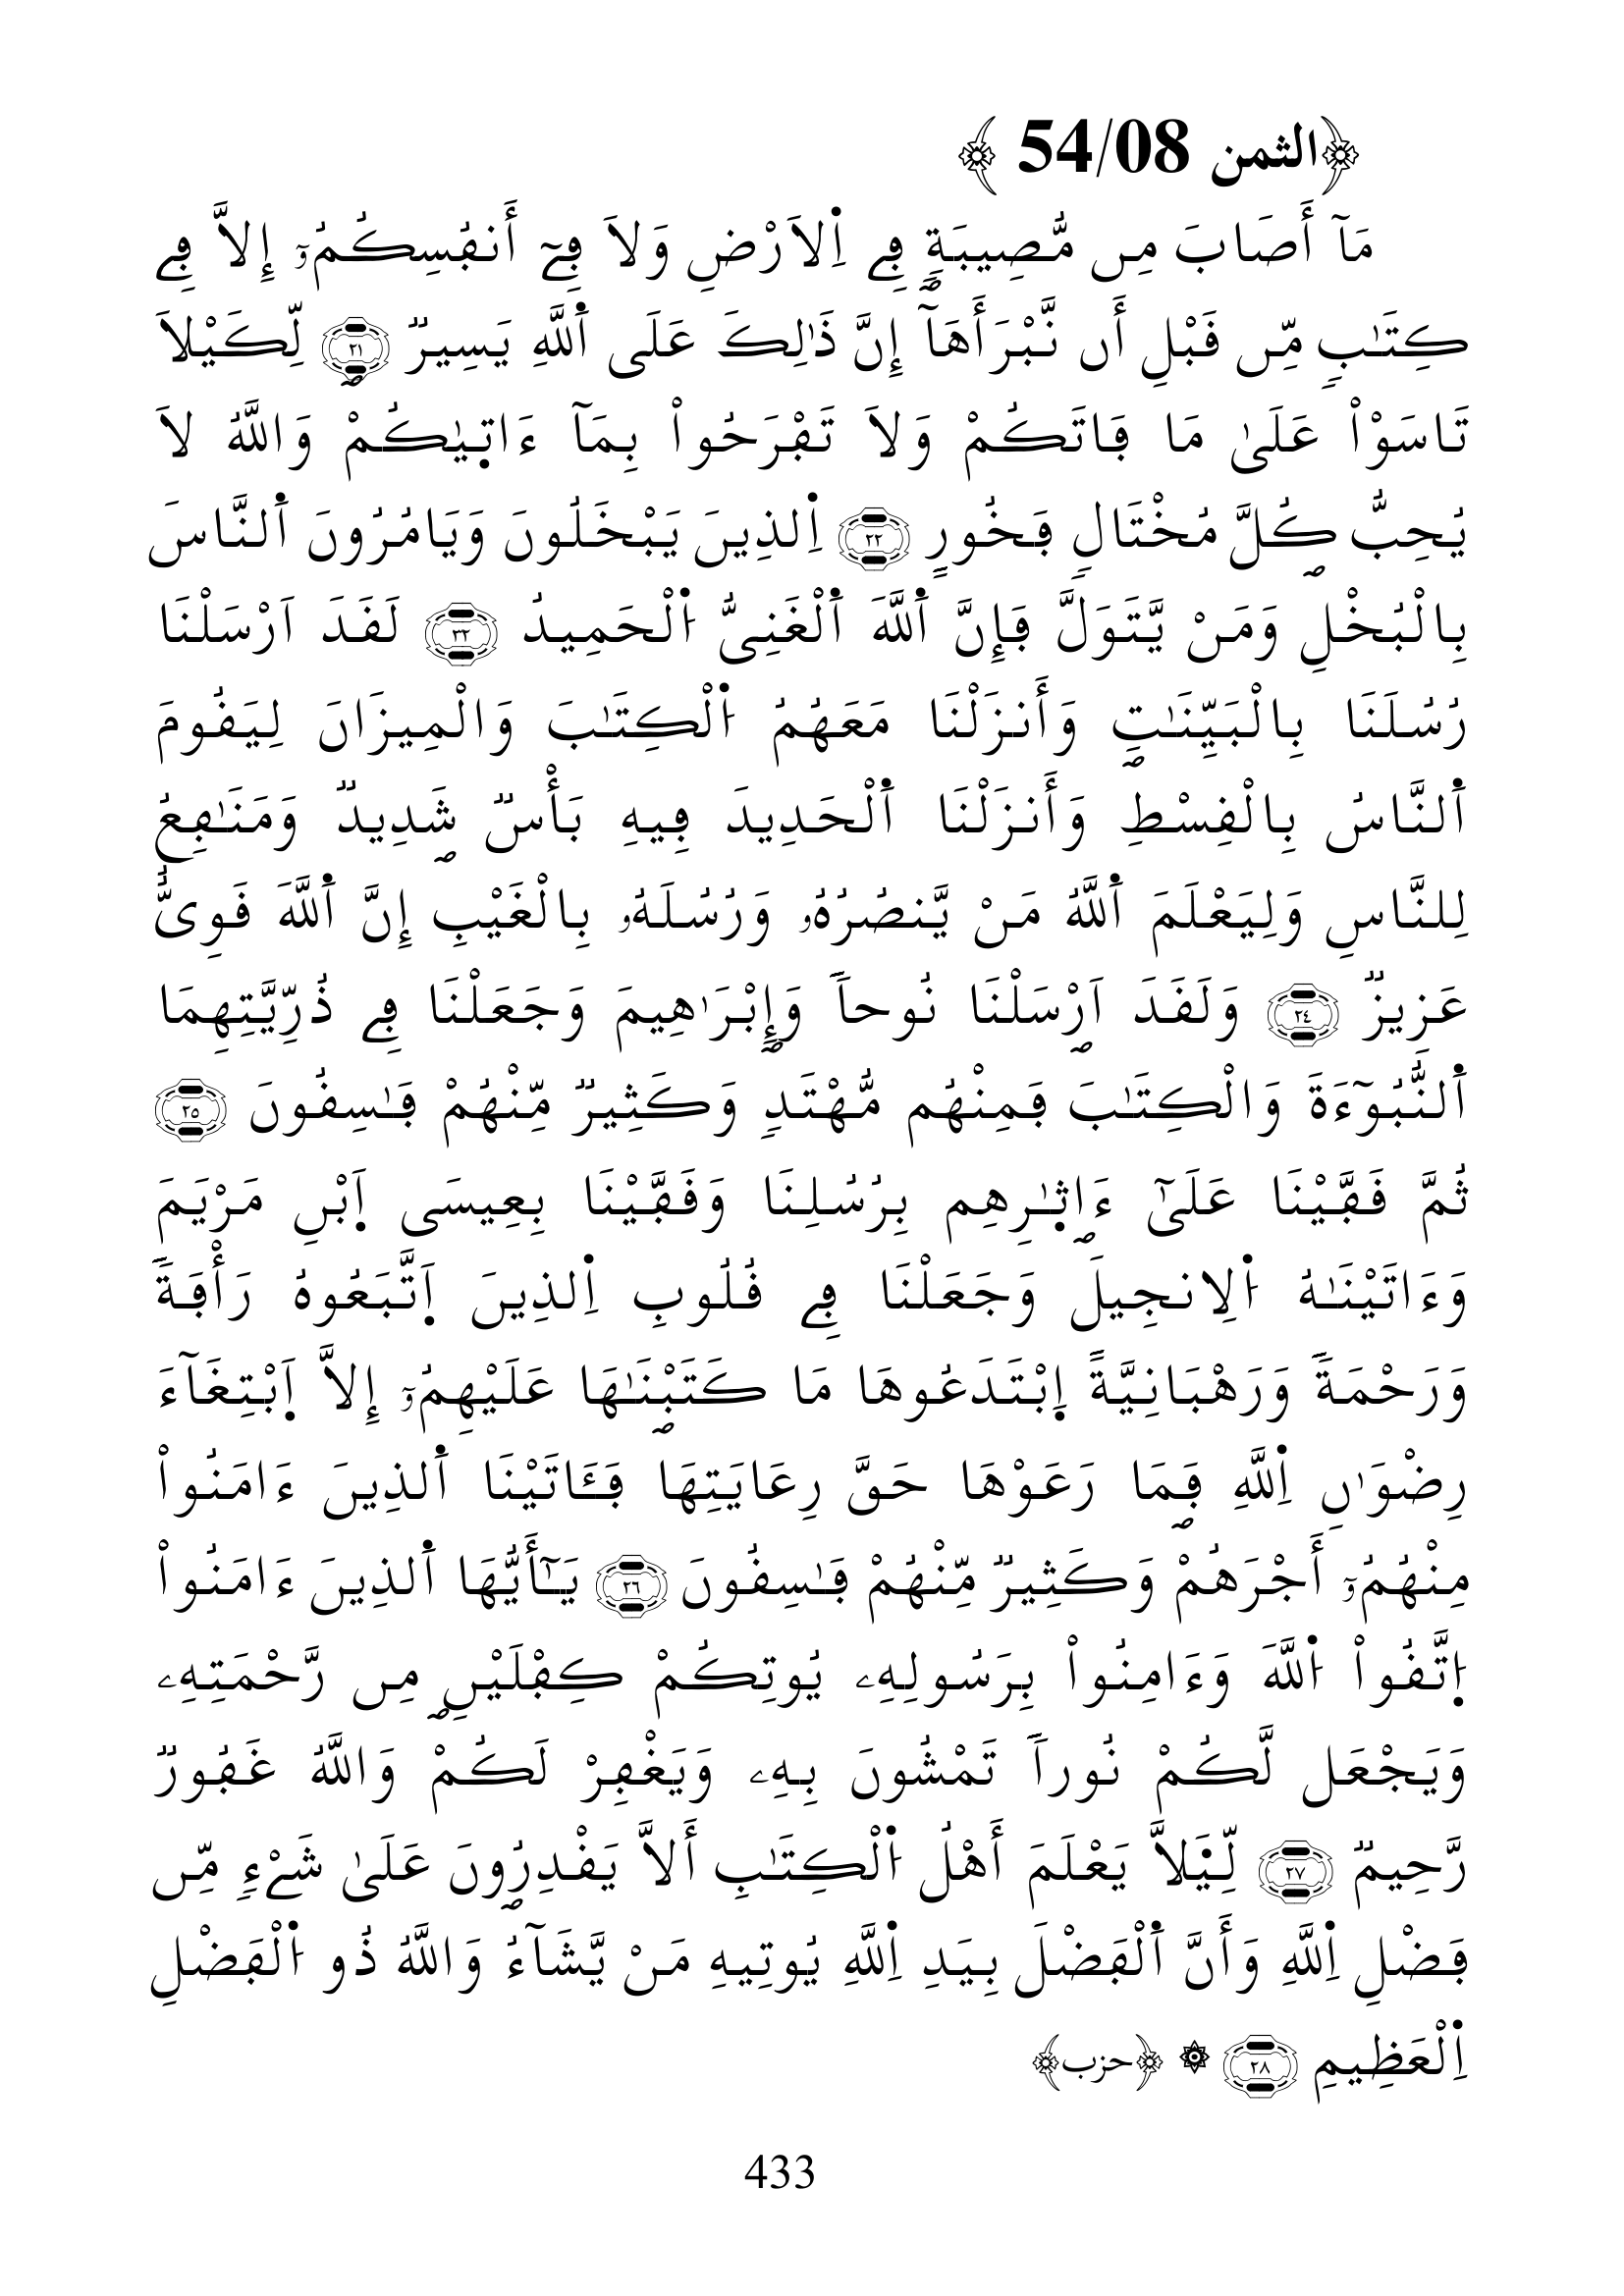 ﴿الثمن 54/08 ﴾
مَآ أَصَابَ مِں مُّصِيبَةٖ فِے اِ۬لَارْضِ وَلَا فِےٓ أَنفُسِكُمُۥٓ إِلَّا فِے
كِتَٰبٖ مِّں قَبْلِ أَں نَّبْرَأَهَآ إِنَّ ذَٰلِكَ عَلَى اَ۬للَّهِ يَسِيرٞ ٢١ لِّكَيْلَا
تَاسَوْاْ عَلَىٰ مَا فَاتَكُمْ وَلَا تَفْرَحُواْ بِمَآ ءَاتٜيٰكُمْ وَاللَّهُ لَا
يُحِبُّ كُلَّ مُخْتَالٖ فَخُورٍ ٢٢ اِ۬لذِينَ يَبْخَلُونَ وَيَامُرُونَ اَ۬لنَّاسَ
بِالْبُخْلِ وَمَنْ يَّتَوَلَّ فَإِنَّ اَ۬للَّهَ اَ۬لْغَنِىُّ اُ۬لْحَمِيدُ ٢٣ لَقَدَ اَرْسَلْنَا
رُسُلَنَا بِالْبَيِّنَٰتِ وَأَنزَلْنَا مَعَهُمُ اُ۬لْكِتَٰبَ وَالْمِيزَانَ لِيَقُومَ
اَ۬لنَّاسُ بِالْقِسْطِ وَأَنزَلْنَا اَ۬لْحَدِيدَ فِيهِ بَأْسٞ شَدِيدٞ وَمَنَٰفِعُ
لِلنَّاسِ وَلِيَعْلَمَ اَ۬للَّهُ مَنْ يَّنصُرُهُۥ وَرُسُلَهُۥ بِالْغَيْبِ إِنَّ اَ۬للَّهَ قَوِىٌّ
عَزِيزٞ ٢٤ وَلَقَدَ اَرْسَلْنَا نُوحاٗ وَإِبْرَٰهِيمَ وَجَعَلْنَا فِے ذُرِّيَّتِهِمَا
اَ۬لنُّبُوٓءَةَ وَالْكِتَٰبَ فَمِنْهُم مُّهْتَدٖ وَكَثِيرٞ مِّنْهُمْ فَٰسِقُونَ ٢٥
ثُمَّ قَفَّيْنَا عَلَىٰٓ ءَاثٰٜرِهِم بِرُسُلِنَا وَقَفَّيْنَا بِعِيسَى اَبْنِ مَرْيَمَ
وَءَاتَيْنَٰهُ اُ۬لِانجِيلَ وَجَعَلْنَا فِے قُلُوبِ اِ۬لذِينَ اَتَّبَعُوهُ رَأْفَةٗ
وَرَحْمَةٗ وَرَهْبَانِيَّةً اِ۪بْتَدَعُوهَا مَا كَتَبْنَٰهَا عَلَيْهِمُۥٓ إِلَّا اَبْتِغَآءَ
رِضْوَٰنِ اِ۬للَّهِ فَمَا رَعَوْهَا حَقَّ رِعَايَتِهَا فَـَٔاتَيْنَا اَ۬لذِينَ ءَامَنُواْ
مِنْهُمُۥٓ أَجْرَهُمْ وَكَثِيرٞ مِّنْهُمْ فَٰسِقُونَ ٢٦ يَٰٓأَيُّهَا اَ۬لذِينَ ءَامَنُواْ
اُ۪تَّقُواْ اُ۬للَّهَ وَءَامِنُواْ بِرَسُولِهِۦ يُوتِكُمْ كِفْلَيْنِ مِں رَّحْمَتِهِۦ
وَيَجْعَل لَّكُمْ نُوراٗ تَمْشُونَ بِهِۦ وَيَغْفِرْ لَكُمْ وَاللَّهُ غَفُورٞ
رَّحِيمٞ ٢٧ لِّيَ۬لَّا يَعْلَمَ أَهْلُ اُ۬لْكِتَٰبِ أَلَّا يَقْدِرُونَ عَلَىٰ شَےْءٖ مِّں
فَضْلِ اِ۬للَّهِ وَأَنَّ اَ۬لْفَضْلَ بِيَدِ اِ۬للَّهِ يُوتِيهِ مَنْ يَّشَآءُ وَاللَّهُ ذُو اُ۬لْفَضْلِ
اِ۬لْعَظِيمِ ٢٨ ۞ ﴿حزب﴾
433